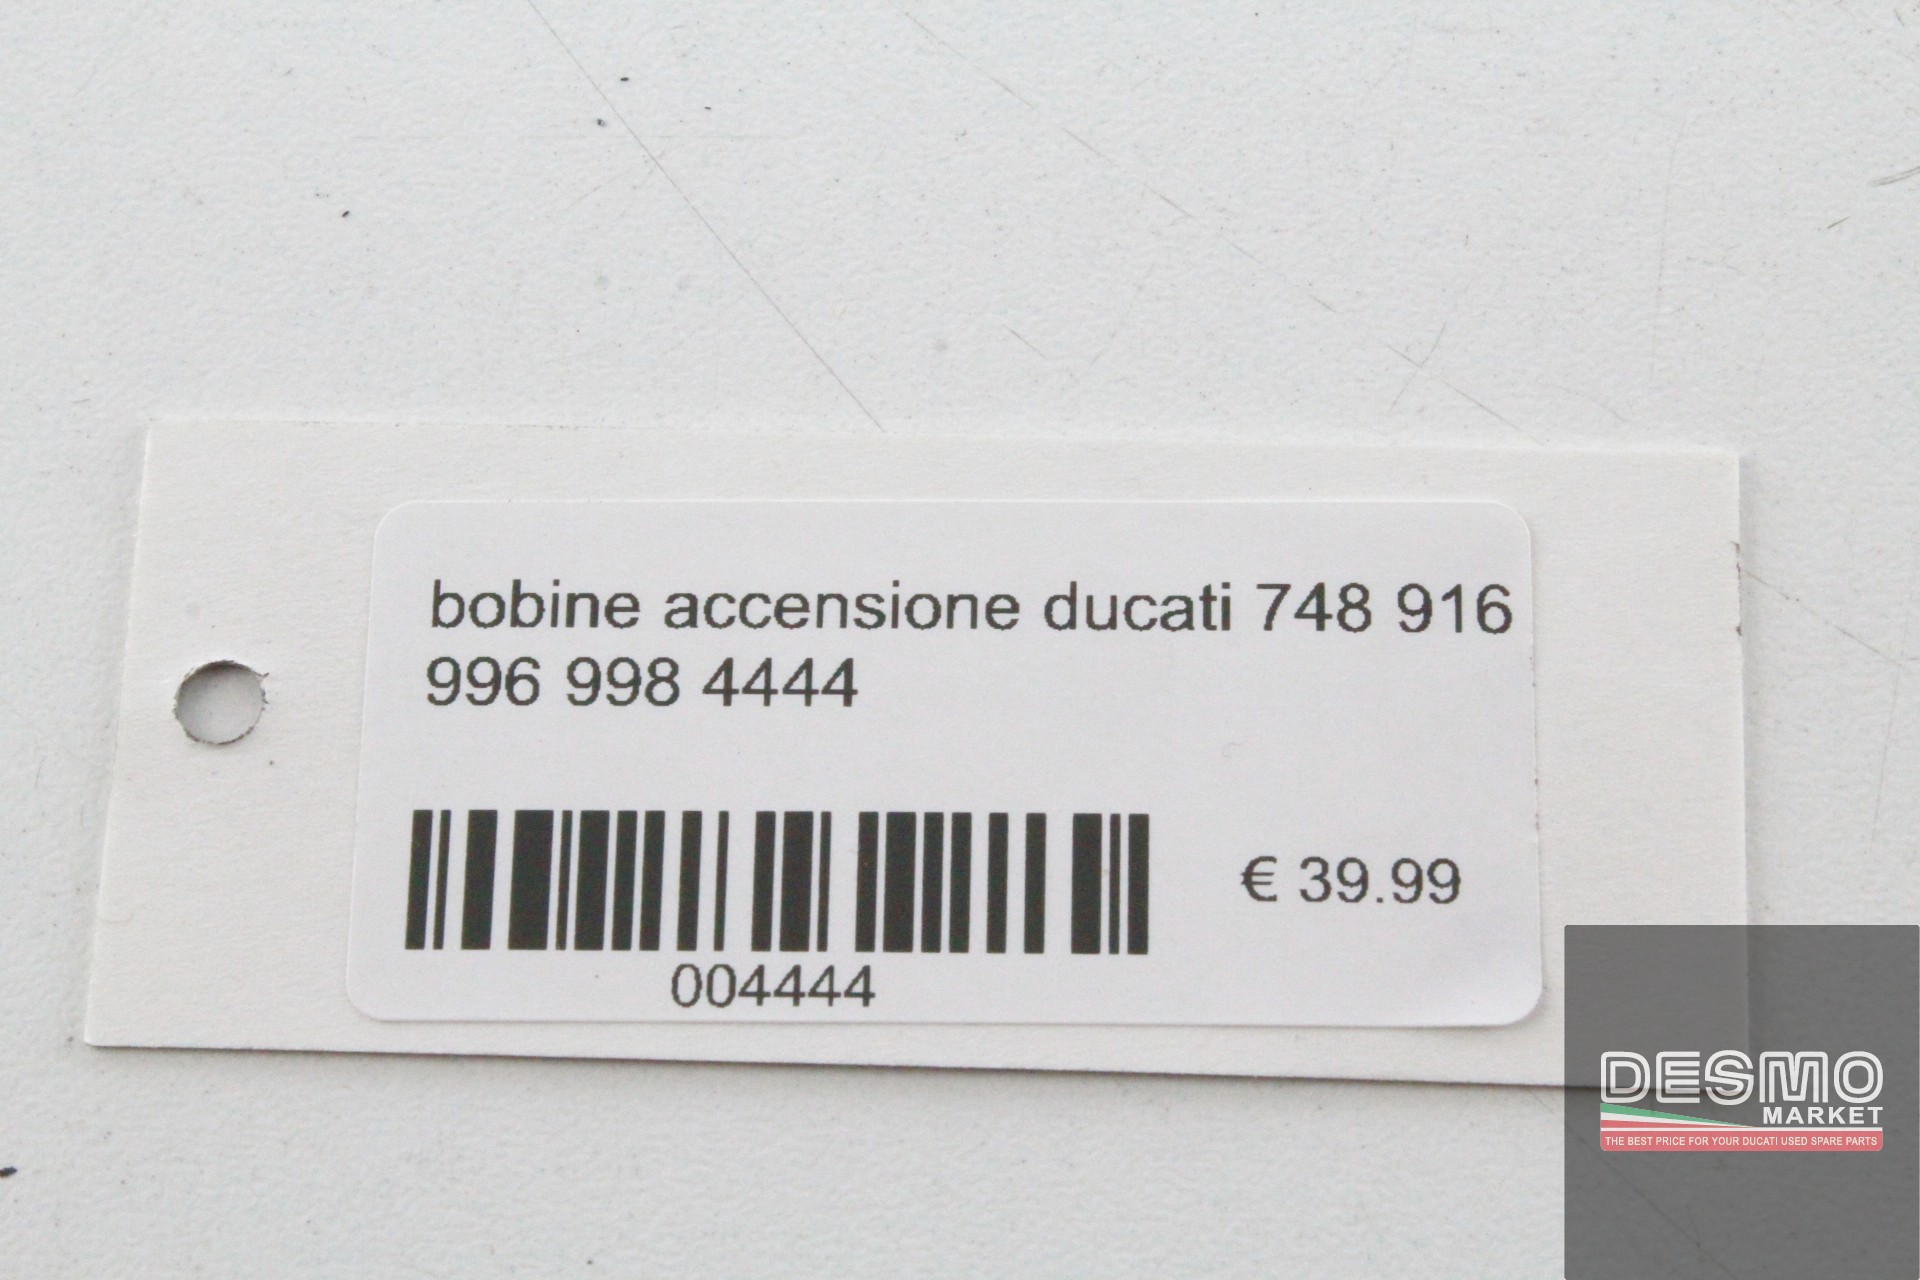 bobine accensione ducati 748 916
996 998 4444
€ 39.99
004444
DESMO
MARKET
THE BEST PRICE FOR YOUR DUCATI USED SPARE PARTS